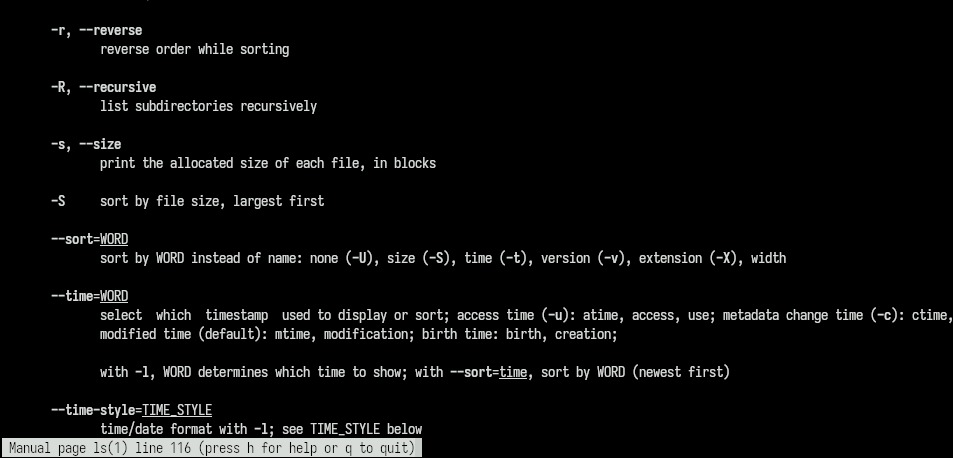 -r, --reverse
reverse order while sorting
-R, --recursive
list subdirectories recursively
-s, --size
print the allocated size of each file, in blocks
-S sort by file size, largest first
--sort=WORD
sort by WORD instead of name: none (-U), size (-S), time (-t), version (-v), extension (-X), width
--time=WORD
select which timestamp used to display or sort; access time (-u): atime, access, use; metadata change time (-c): ctime,
modified time (default): mtime, modification; birth time: birth, creation;
with -l, WORD determines which time to show; with --sort=time, sort by WORD (newest first)
--time-style=TIME_STYLE
time/date format with -l; see TIME_STYLE below
Manual page ls(1) line 116 (press h for help or q to quit)